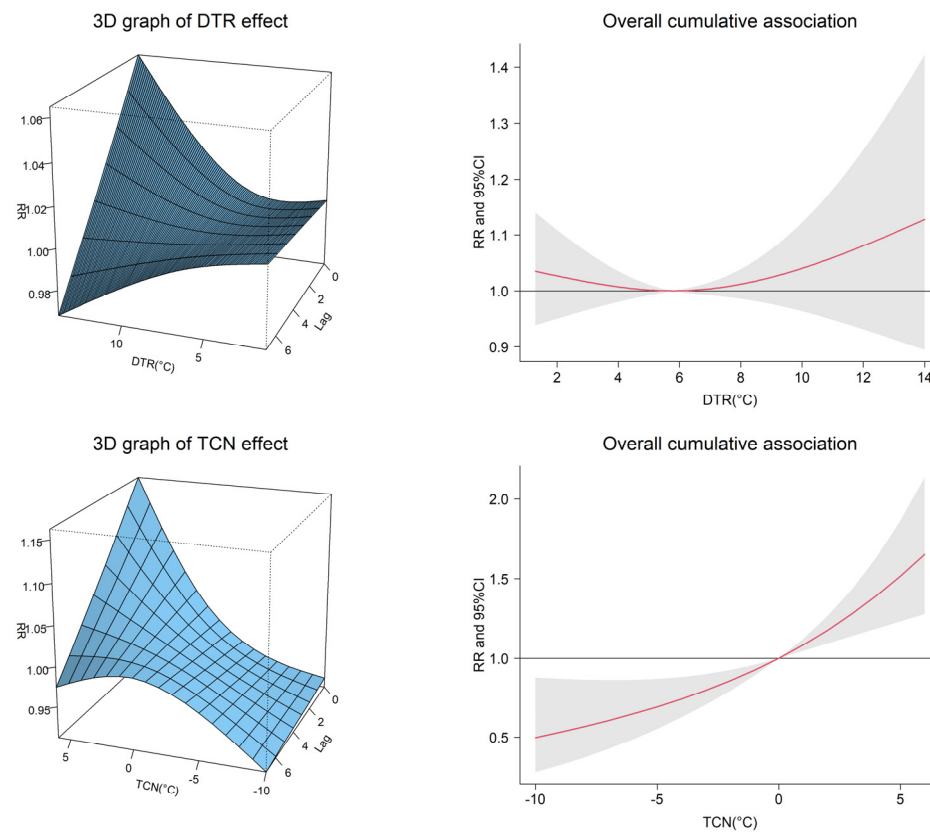 3D graph of DTR effect
1.06
1.04
1.02
1.00
0.98
RR
10
5
DTR(°C)
0
2
4
6
Lag
Overall cumulative association
1.4
1.3
1.2
1.1
1.0
0.9
RR and 95%CI
2 4 6 8 10 12 14
DTR(°C)
3D graph of TCN effect
1.15
1.10
1.05
1.00
0.95
RR
5
0
-5
-10
TCN(°C)
0
2
4
6
Lag
Overall cumulative association
2.0
1.5
1.0
0.5
RR and 95%CI
-10 -5 0 5
TCN(°C)